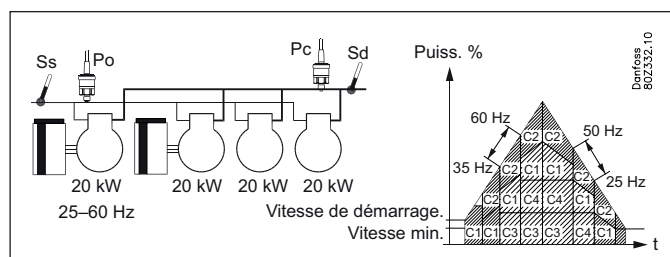 Ss
Po
Pc
Sd
20 kW
20 kW
20 kW
20 kW
25–60 Hz
Puiss. %
Danfoss
80Z332.10
60 Hz
50 Hz
35 Hz
25 Hz
C2 C2
C2 C1 C1 C2
C2 C1 C4 C4 C1 C2
C1 C1 C3 C3 C3 C4 C1
Vitesse de démarrage.
Vitesse min.
t